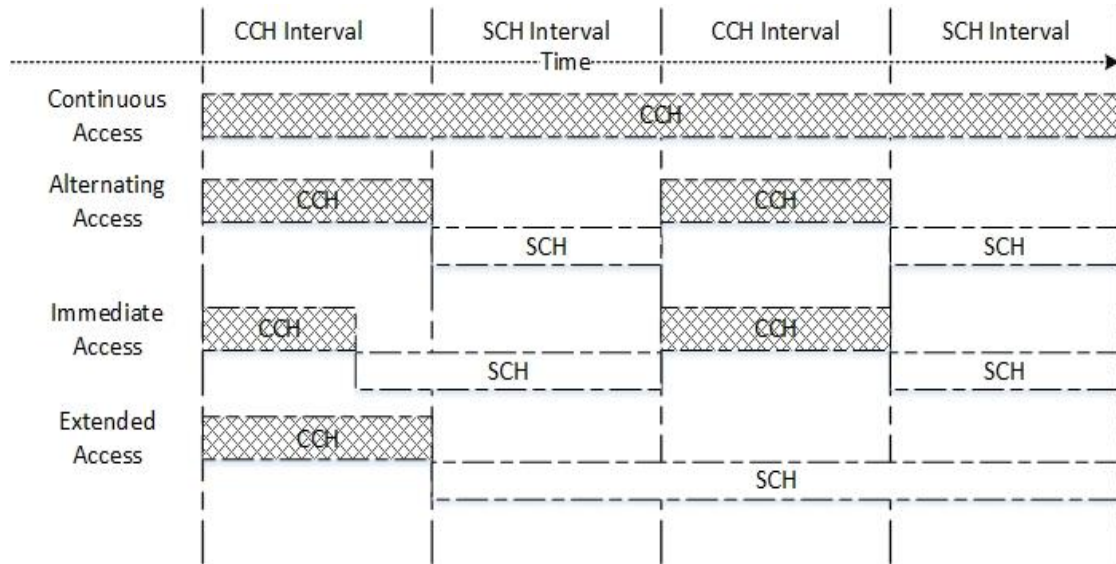 CCH Interval SCH Interval CCH Interval SCH Interval
Time
Continuous
Access
CCH
Alternating
Access
CCH CCH
SCH SCH
Immediate
Access
CCH CCH
SCH SCH
Extended
Access
CCH
SCH